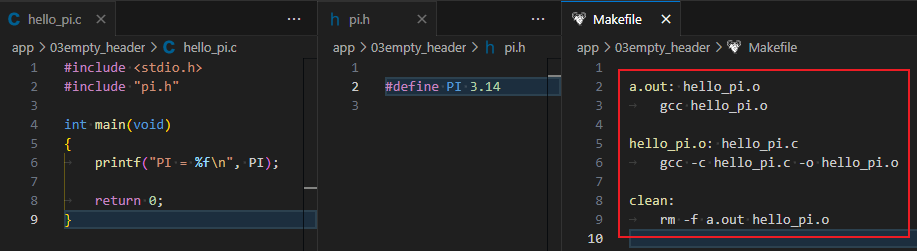 hello_pi.c
app > 03empty_header > hello_pi.c
1 #include <stdio.h>
2 #include "pi.h"
3
4 int main(void)
5 {
6     printf("PI = %f\n", PI);
7
8     return 0;
9 }
pi.h
app > 03empty_header > pi.h
1
2 #define PI 3.14
3
Makefile
app > 03empty_header > Makefile
1
2 a.out: hello_pi.o
3     gcc hello_pi.o
4
5 hello_pi.o: hello_pi.c
6     gcc -c hello_pi.c -o hello_pi.o
7
8 clean:
9     rm -f a.out hello_pi.o
10